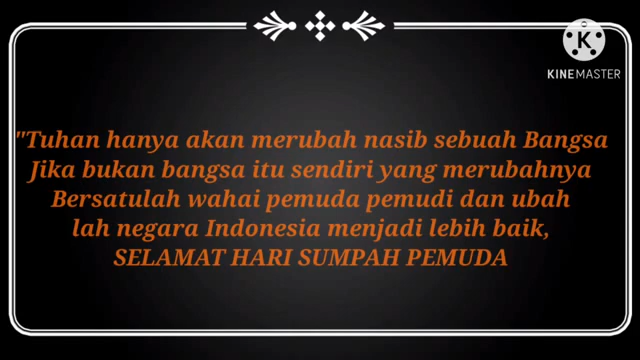 KINEMASTER
"Tuhan hanya akan merubah nasib sebuah Bangsa
Jika bukan bangsa itu sendiri yang merubahnya
Bersatulah wahai pemuda pemudi dan ubah
lah negara Indonesia menjadi lebih baik,
SELAMAT HARI SUMPAH PEMUDA